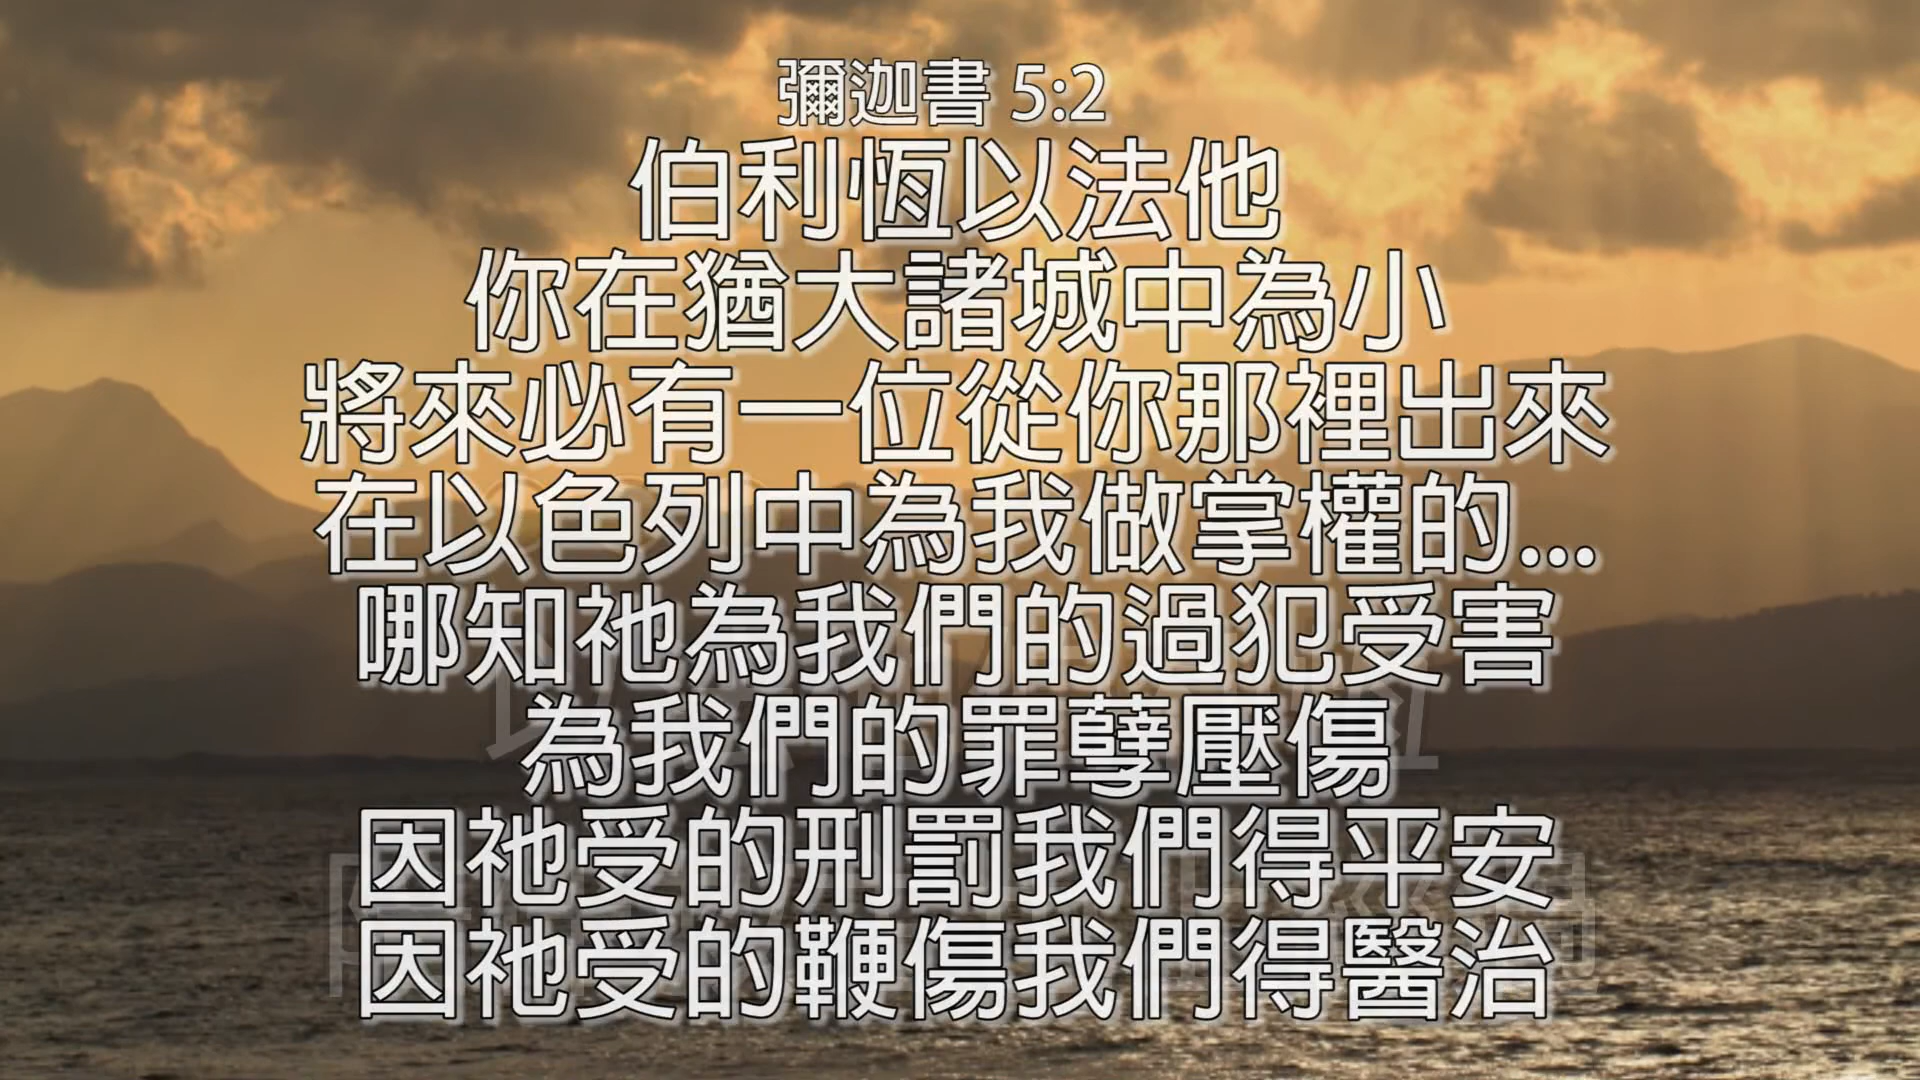 彌迦書 5:2
伯利恆以法他
你在猶大諸城中為小
將來必有一位從你那裡出來
在以色列中為我做掌權的...
哪知祂為我們的過犯受害
為我們的罪孽壓傷
因祂受的刑罰我們得平安
因祂受的鞭傷我們得醫治